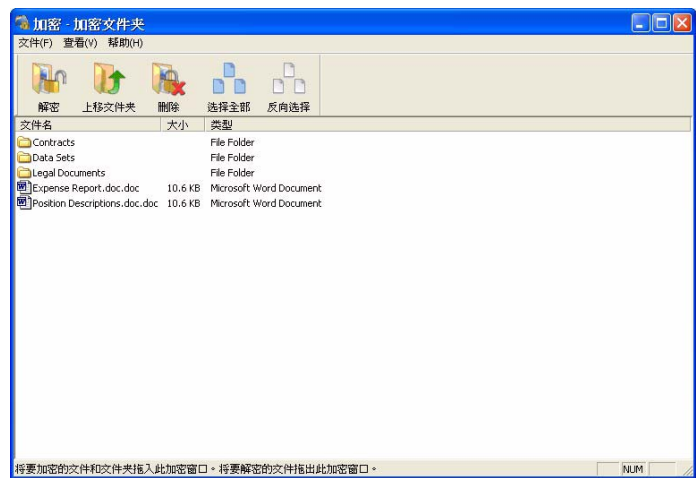 加密 - 加密文件夹
文件(F) 查看(V) 帮助(H)
解密 上移文件夹 删除 选择全部 反向选择
文件名 大小 类型
Contracts File Folder
Data Sets File Folder
Legal Documents File Folder
Expense Report.doc.doc 10.6 KB Microsoft Word Document
Position Descriptions.doc.doc 10.6 KB Microsoft Word Document
将要加密的文件和文件夹拖入此加密窗口。将要解密的文件拖出此加密窗口。 NUM